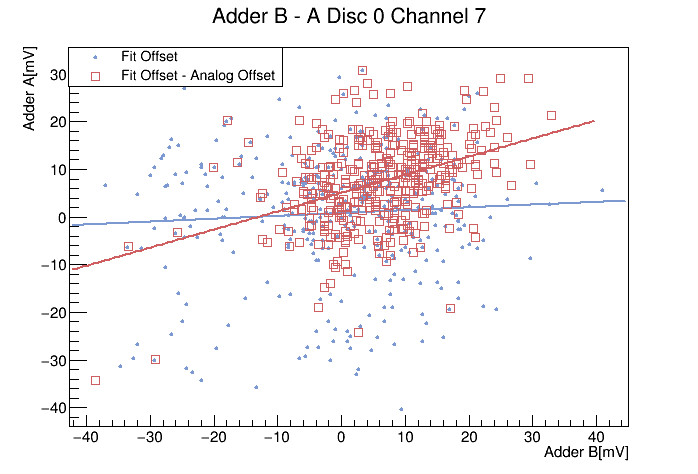 Adder B - A Disc 0 Channel 7
Adder A[mV]
Fit Offset
Fit Offset - Analog Offset
30
20
10
0
−10
−20
−30
−40
−40 −30 −20 −10 0 10 20 30 40
Adder B[mV]